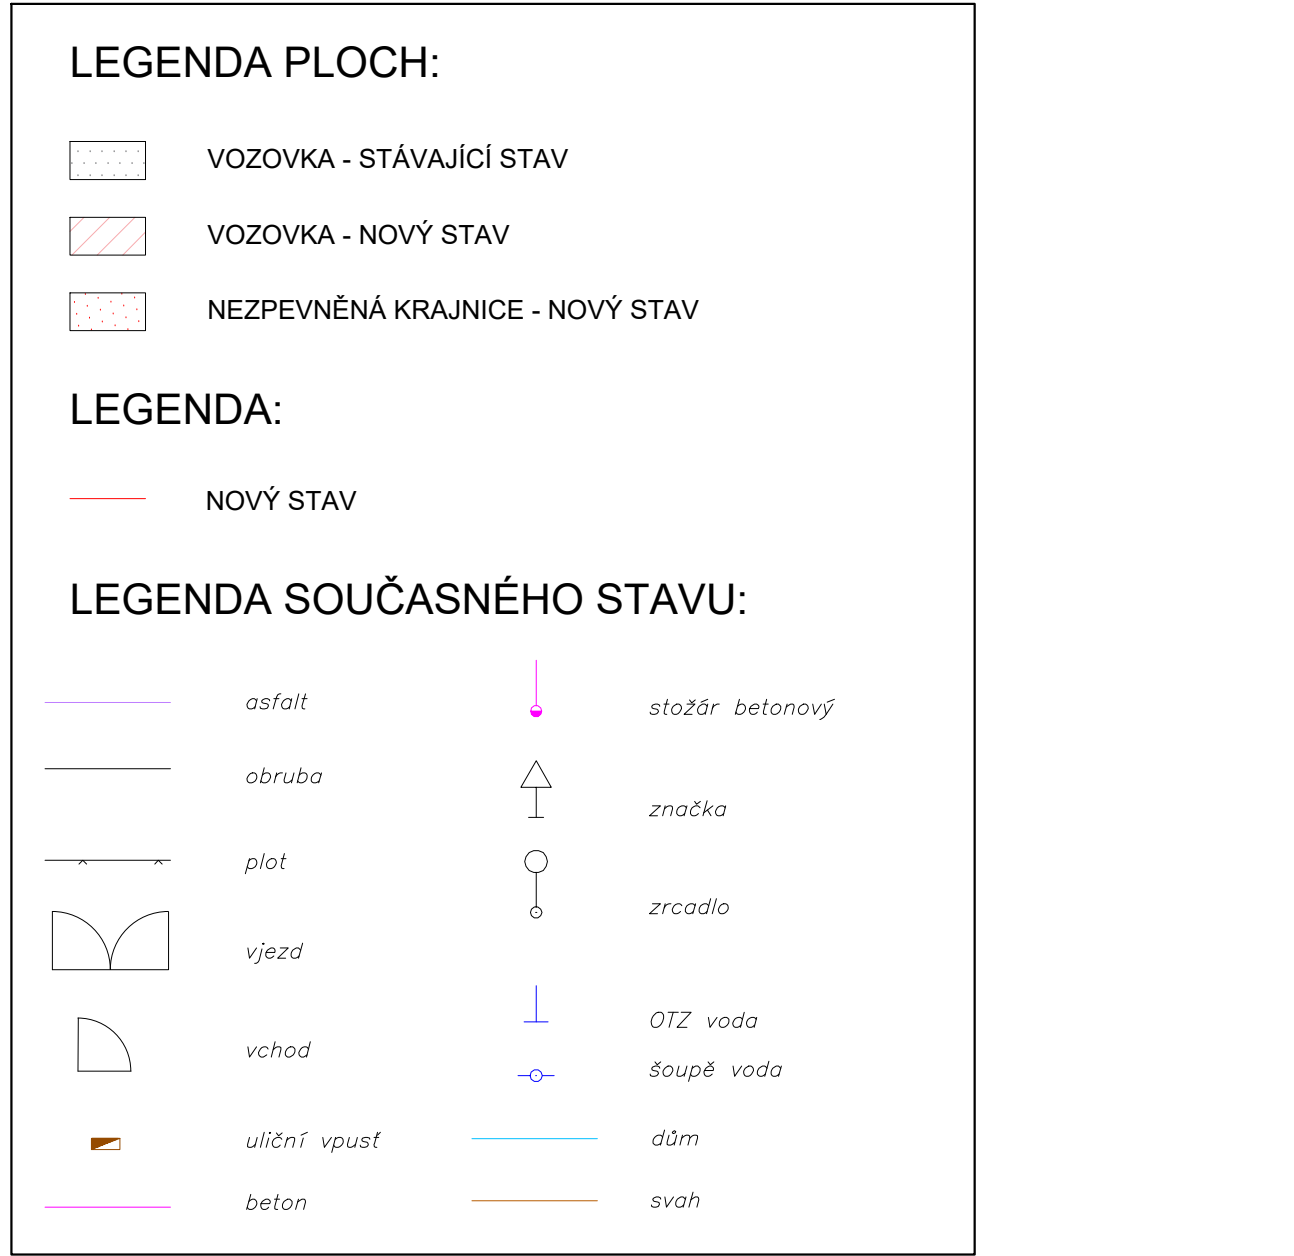 LEGENDA PLOCH:
VOZOVKA - STÁVAJÍCÍ STAV
VOZOVKA - NOVÝ STAV
NEZPEVNĚNÁ KRAJNICE - NOVÝ STAV
LEGENDA:
NOVÝ STAV
LEGENDA SOUČASNÉHO STAVU:
asfalt
obruba
plot
vjezd
vchod
uliční vpusť
beton
stožár betonový
značka
zrcadlo
OTZ voda
šoupě voda
dům
svah